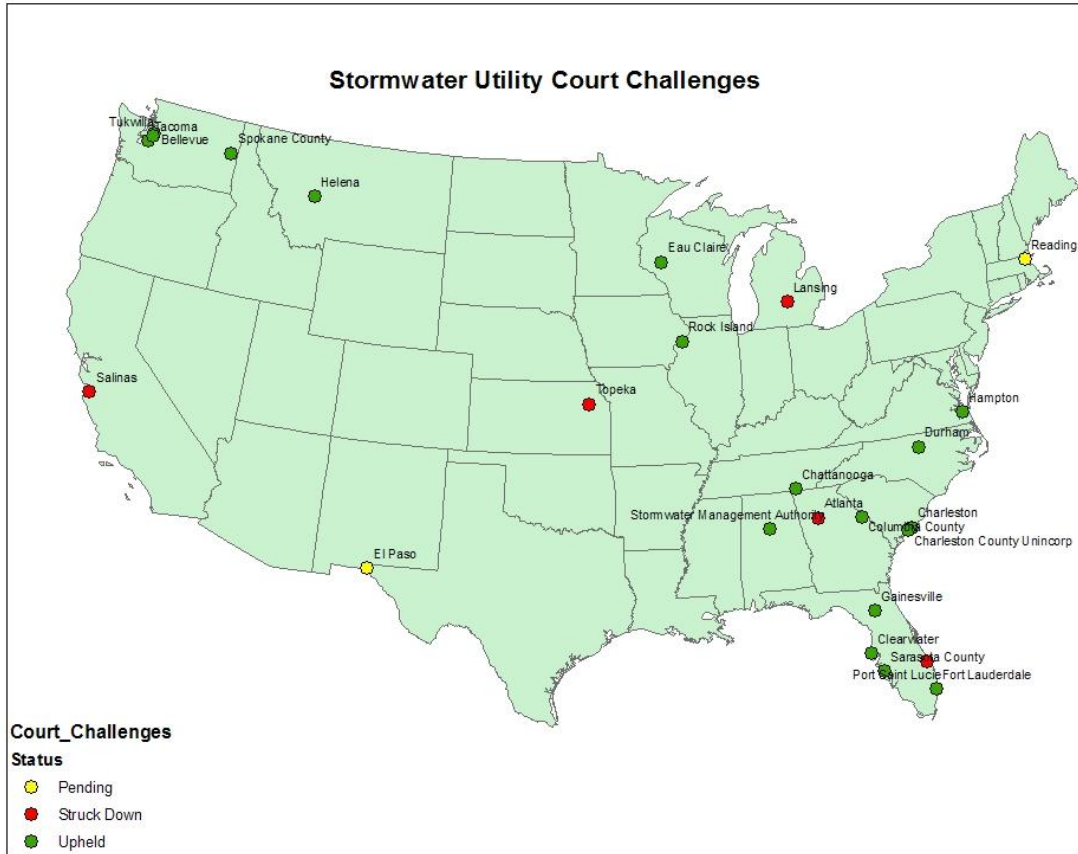 Stormwater Utility Court Challenges
Tukwilla
Tacoma
Bellevue
Spokane County
Helena
Eau Claire
Reading
Lansing
Rock Island
Salinas
Topeka
Hampton
Durham
Chattanooga
Stormwater Management Authority
Atlanta
Charleston
Columbia County
Charleston County Unincorp
El Paso
Gainesville
Clearwater
Sarasota County
Port Saint Lucie
Fort Lauderdale
Court_Challenges
Status
Pending
Struck Down
Upheld